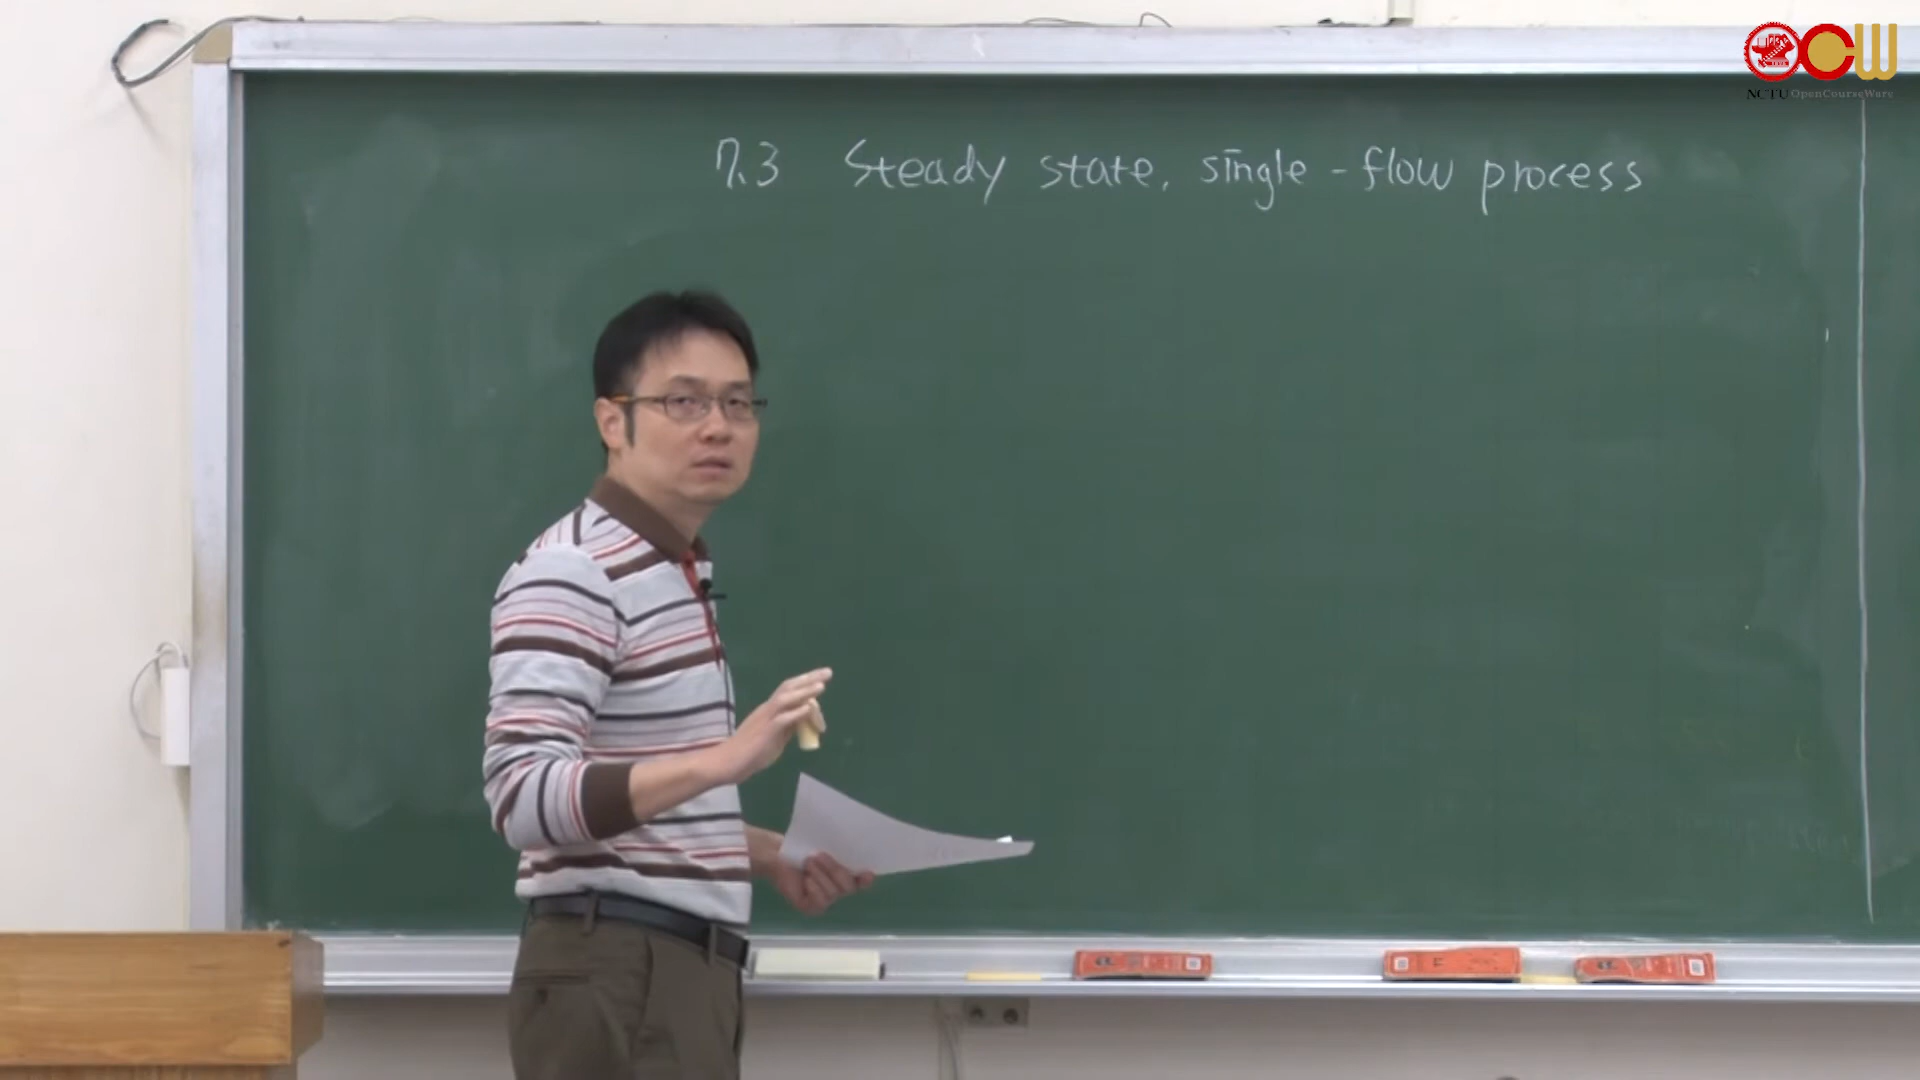 OCW
NCTU OpenCourseWare
7.3 Steady state, single-flow process